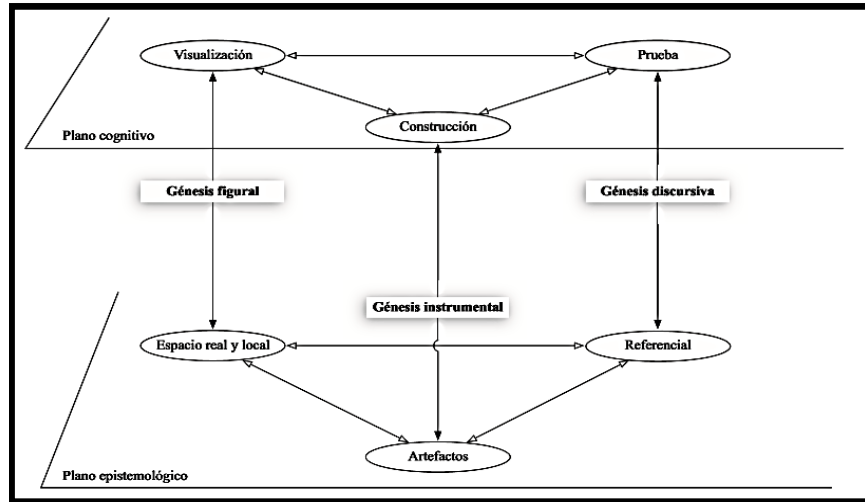 Visualización
Prueba
Construcción
Plano cognitivo
Génesis figural
Génesis discursiva
Génesis instrumental
Espacio real y local
Referencial
Artefactos
Plano epistemológico